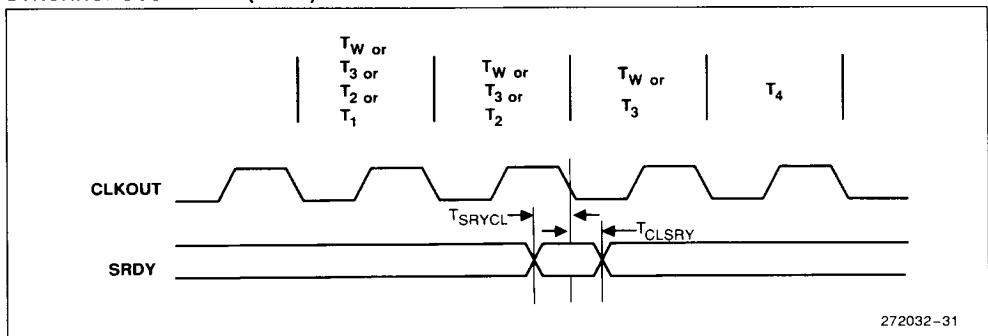 T_W or
T_3 or
T_2 or
T_1
T_W or
T_3 or
T_2
T_W or
T_3
T_4
CLKOUT
T_SRYCL
T_CLSRY
SRDY
272032-31